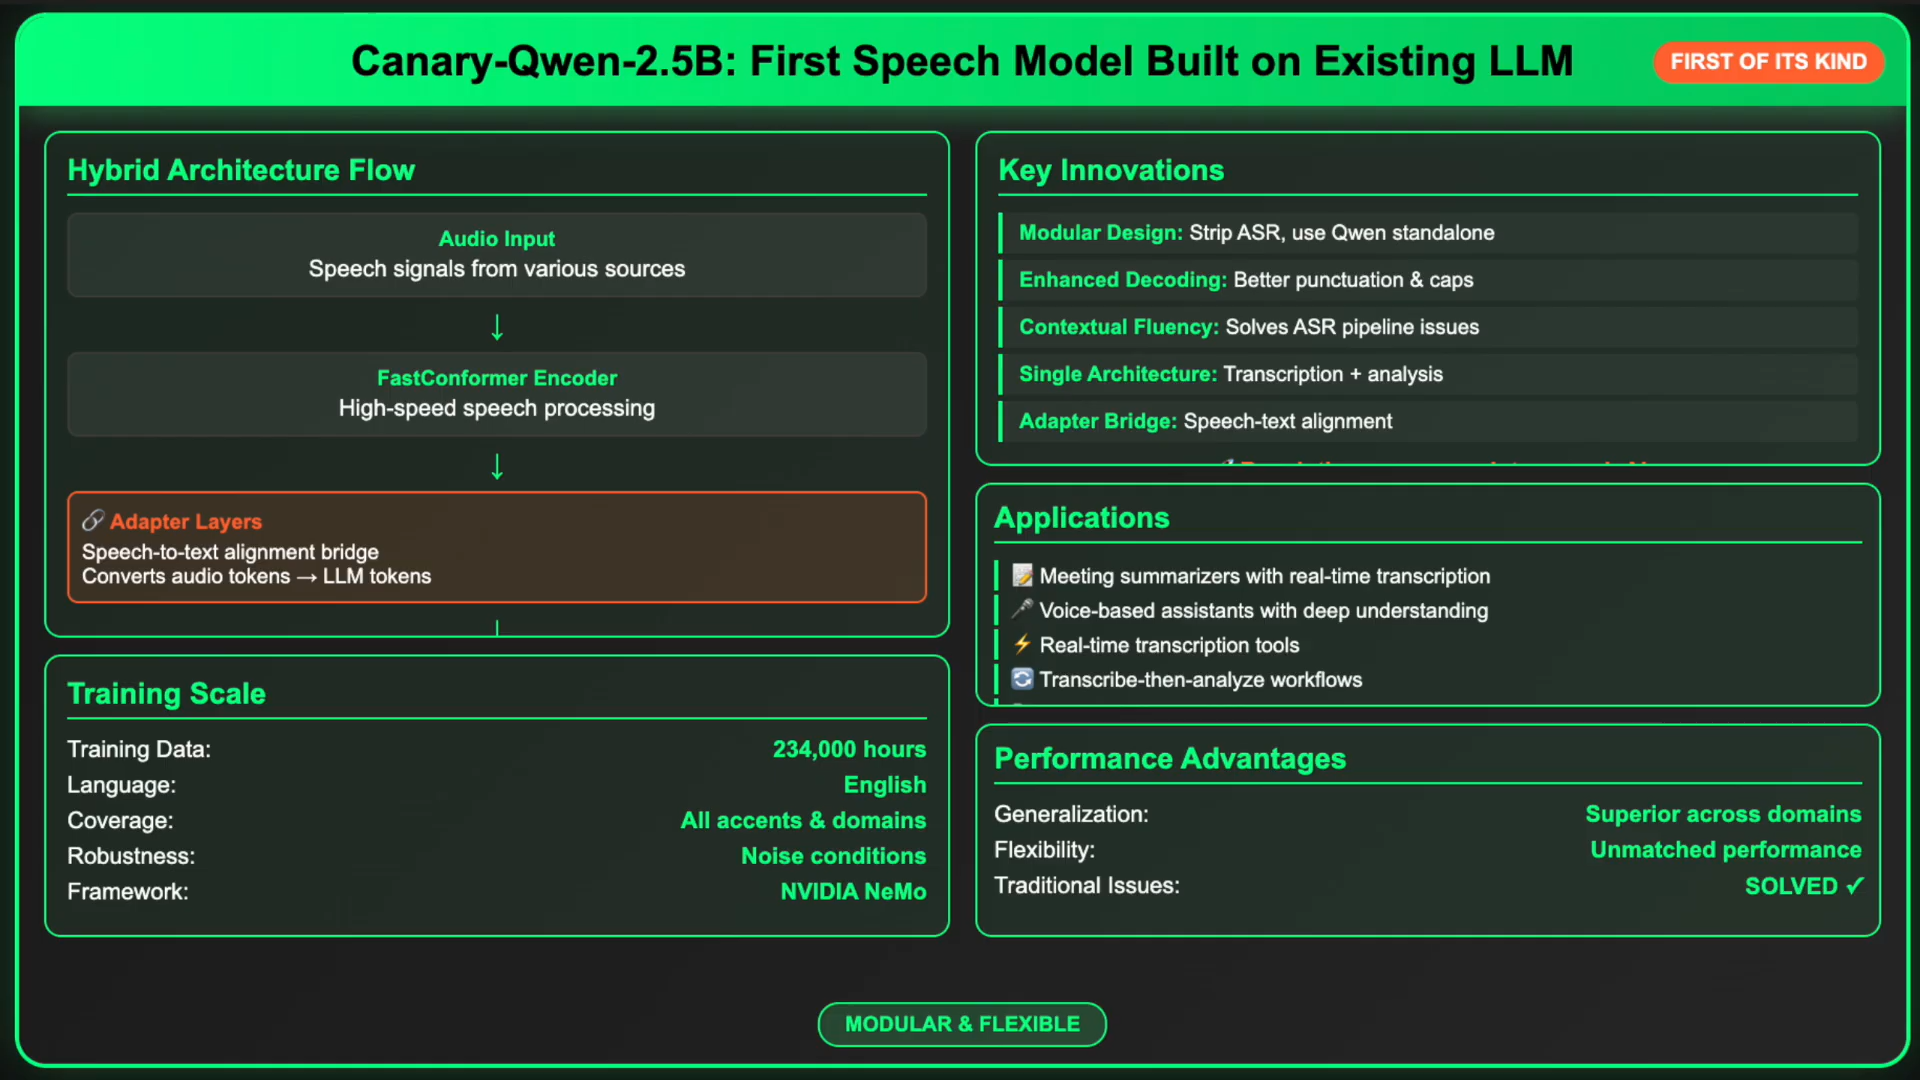 Canary-Qwen-2.5B: First Speech Model Built on Existing LLM
FIRST OF ITS KIND
Hybrid Architecture Flow
Audio Input
Speech signals from various sources
↓
FastConformer Encoder
High-speed speech processing
↓
🔗 Adapter Layers
Speech-to-text alignment bridge
Converts audio tokens → LLM tokens
Training Scale
Training Data: 234,000 hours
Language: English
Coverage: All accents & domains
Robustness: Noise conditions
Framework: NVIDIA NeMo
Key Innovations
Modular Design: Strip ASR, use Qwen standalone
Enhanced Decoding: Better punctuation & caps
Contextual Fluency: Solves ASR pipeline issues
Single Architecture: Transcription + analysis
Adapter Bridge: Speech-text alignment
Applications
📝 Meeting summarizers with real-time transcription
🎤 Voice-based assistants with deep understanding
⚡ Real-time transcription tools
🔄 Transcribe-then-analyze workflows
Performance Advantages
Generalization: Superior across domains
Flexibility: Unmatched performance
Traditional Issues: SOLVED ✓
MODULAR & FLEXIBLE